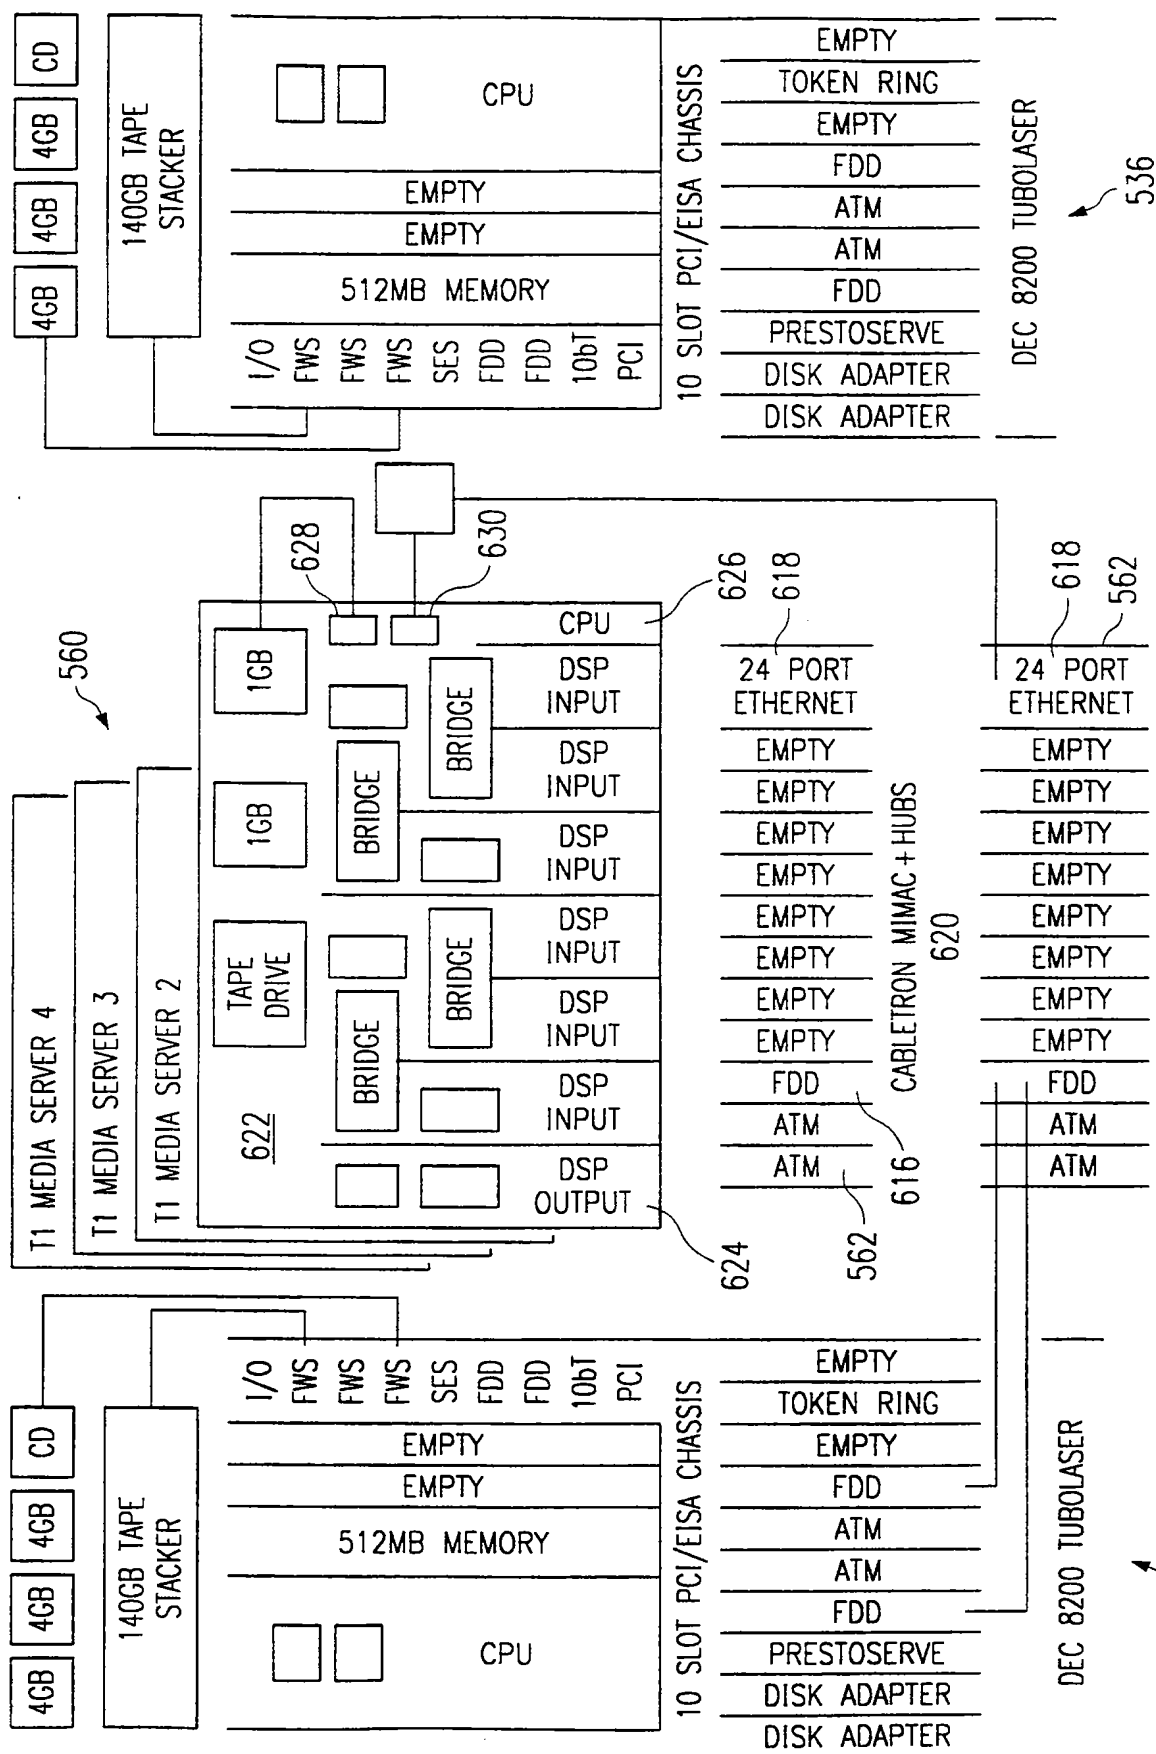 CD
4GB
4GB
4GB
140GB TAPE
STACKER
CPU
EMPTY
EMPTY
512MB MEMORY
I/O
FWS
FWS
FWS
SES
FDD
FDD
10bT
PCI
10 SLOT PCI/EISA CHASSIS
EMPTY
TOKEN RING
EMPTY
FDD
ATM
ATM
FDD
PRESTOSERVE
DISK ADAPTER
DISK ADAPTER
DEC 8200 TUBOLASER
536
560
T1 MEDIA SERVER 4
T1 MEDIA SERVER 3
T1 MEDIA SERVER 2
622
1GB
1GB
TAPE
DRIVE
628
630
626
BRIDGE
BRIDGE
BRIDGE
BRIDGE
CPU
DSP
INPUT
DSP
INPUT
DSP
INPUT
DSP
INPUT
DSP
INPUT
DSP
INPUT
DSP
OUTPUT
624
618
24 PORT
ETHERNET
EMPTY
EMPTY
EMPTY
EMPTY
EMPTY
EMPTY
EMPTY
EMPTY
FDD
ATM
ATM
562
616
CABLETRON MIMAC+HUBS
620
618
562
24 PORT
ETHERNET
EMPTY
EMPTY
EMPTY
EMPTY
EMPTY
EMPTY
EMPTY
EMPTY
FDD
ATM
ATM
CD
4GB
4GB
4GB
140GB TAPE
STACKER
I/O
FWS
FWS
FWS
SES
FDD
FDD
10bT
PCI
EMPTY
EMPTY
512MB MEMORY
CPU
10 SLOT PCI/EISA CHASSIS
EMPTY
TOKEN RING
EMPTY
FDD
ATM
ATM
FDD
PRESTOSERVE
DISK ADAPTER
DISK ADAPTER
DEC 8200 TUBOLASER